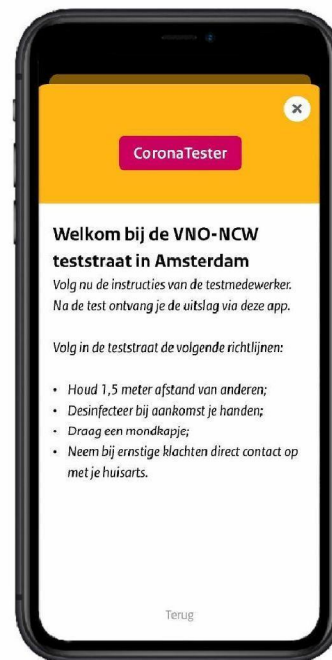 CoronaTester
Welkom bij de VNO-NCW
teststraat in Amsterdam
Volg nu de instructies van de testmedewerker.
Na de test ontvang je de uitslag via deze app.
Volg in de teststraat de volgende richtlijnen:
• Houd 1,5 meter afstand van anderen;
• Desinfecteer bij aankomst je handen;
• Draag een mondkapje;
• Neem bij ernstige klachten direct contact op
met je huisarts.
Terug